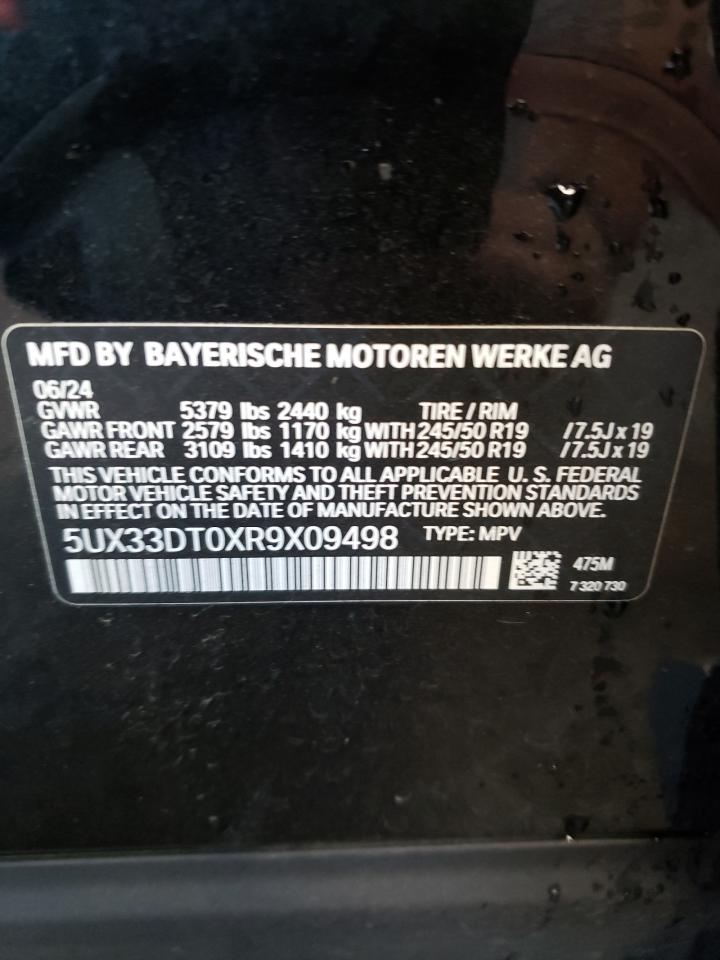 MFD BY BAYERISCHE MOTOREN WERKE AG
06/24
GVWR 5379 lbs 2440 kg TIRE / RIM
GAWR FRONT 2579 lbs 1170 kg WITH 245/50 R19 / 7.5J x 19
GAWR REAR 3109 lbs 1410 kg WITH 245/50 R19 / 7.5J x 19
THIS VEHICLE CONFORMS TO ALL APPLICABLE U. S. FEDERAL
MOTOR VEHICLE SAFETY AND THEFT PREVENTION STANDARDS
IN EFFECT ON THE DATE OF MANUFACTURE SHOWN ABOVE.
5UX33DT0XR9X09498 TYPE: MPV
475M
7 320 730